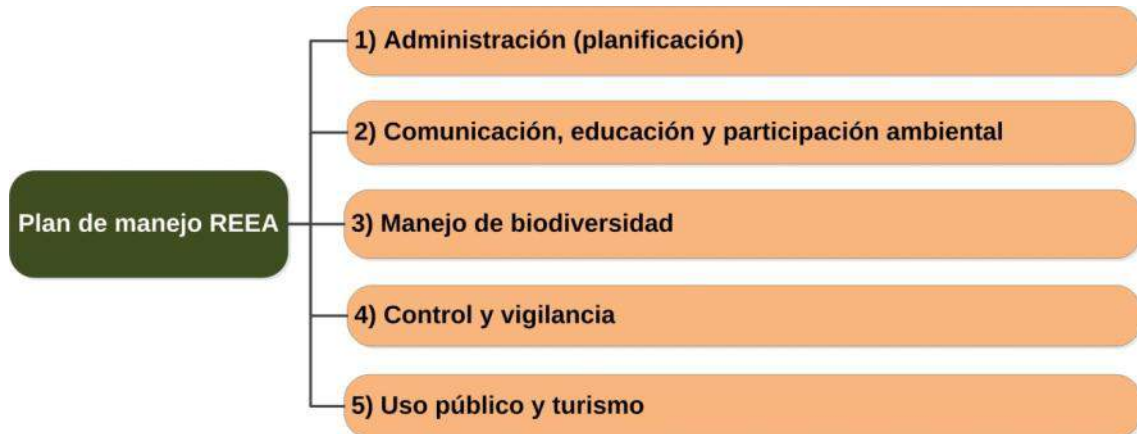 1) Administración (planificación)
2) Comunicación, educación y participación ambiental
Plan de manejo REEA
3) Manejo de biodiversidad
4) Control y vigilancia
5) Uso público y turismo